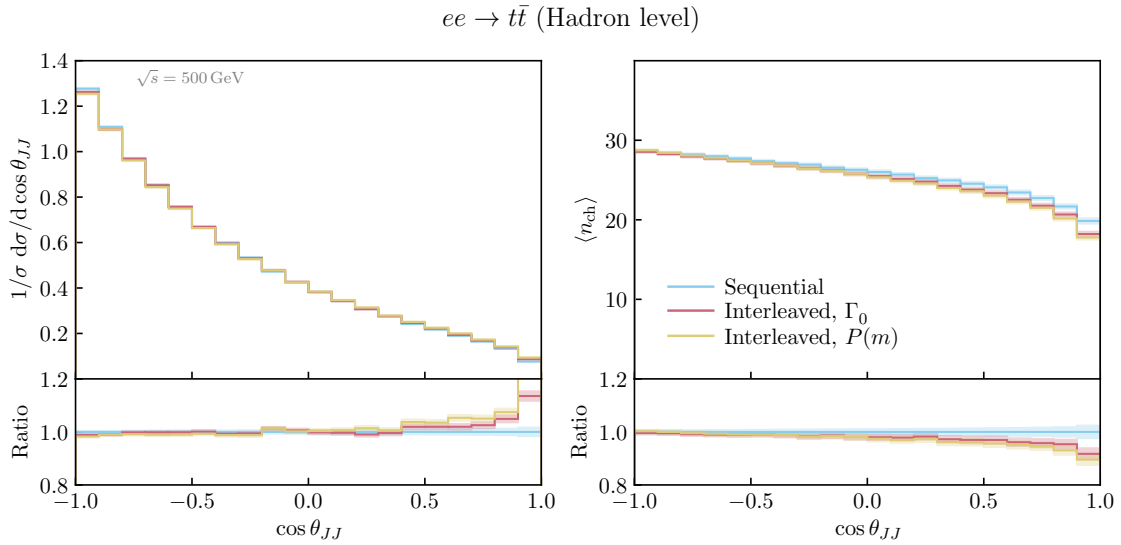 ee → tt̄ (Hadron level)
√s = 500 GeV
1/σ dσ/d cos θ_JJ
1.4
1.2
1.0
0.8
0.6
0.4
0.2
Ratio
1.2
1.0
0.8
−1.0
−0.5
0.0
0.5
1.0
cos θ_JJ
⟨n_ch⟩
30
20
10
Sequential
Interleaved, Γ₀
Interleaved, P(m)
Ratio
1.2
1.0
0.8
−1.0
−0.5
0.0
0.5
1.0
cos θ_JJ